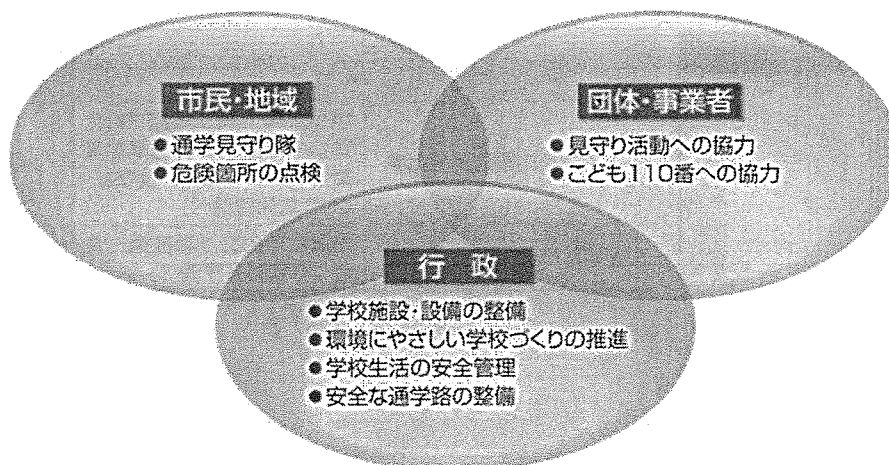 市民・地域
●通学見守り隊
●危険箇所の点検
団体・事業者
●見守り活動への協力
●こども110番への協力
行 政
●学校施設・設備の整備
●環境にやさしい学校づくりの推進
●学校生活の安全管理
●安全な通学路の整備